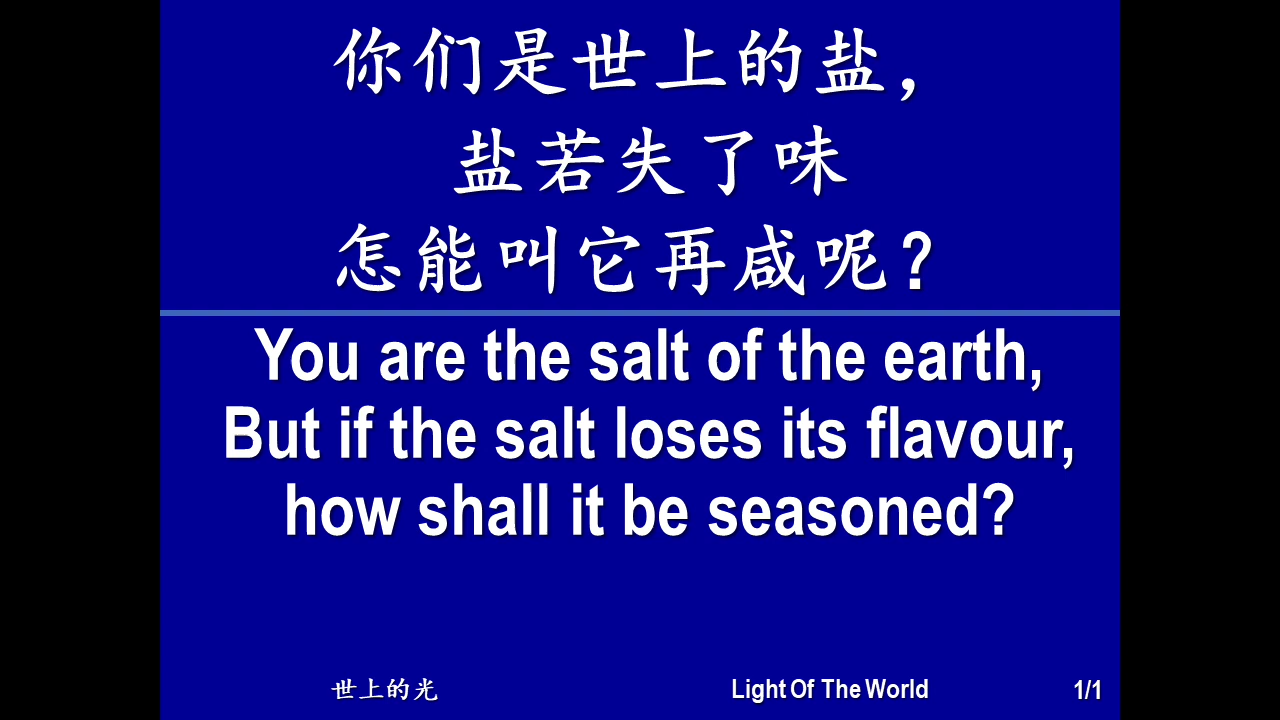 你们是世上的盐，
盐若失了味
怎能叫它再咸呢？
You are the salt of the earth,
But if the salt loses its flavour,
how shall it be seasoned?
世上的光 Light Of The World 1/1